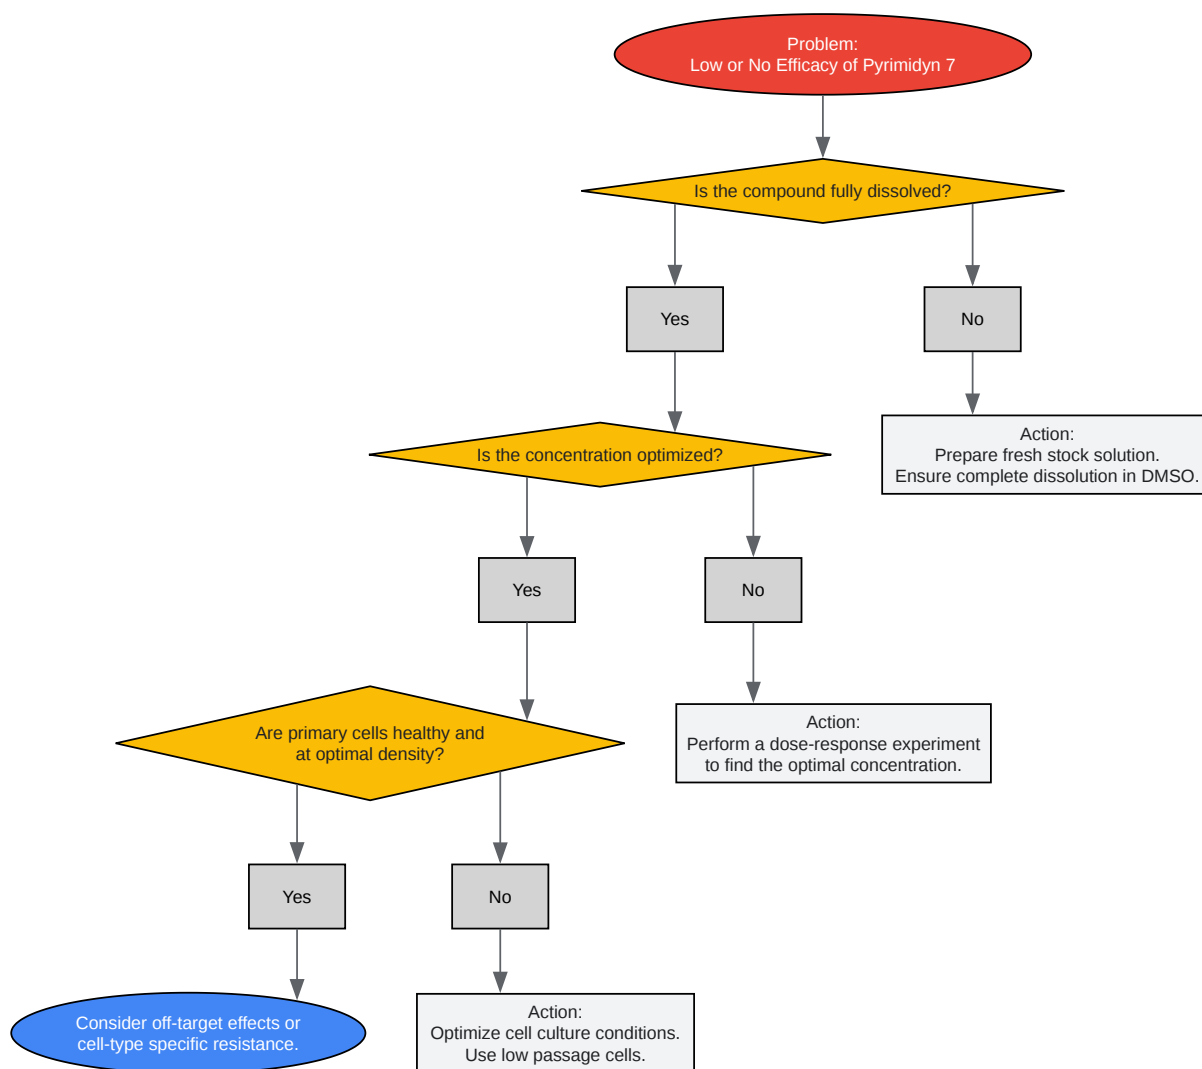 Problem:
Low or No Efficacy of Pyrimidyn 7
Is the compound fully dissolved?
Yes
No
Action:
Prepare fresh stock solution.
Ensure complete dissolution in DMSO.
Is the concentration optimized?
Yes
No
Action:
Perform a dose-response experiment
to find the optimal concentration.
Are primary cells healthy and
at optimal density?
Yes
No
Consider off-target effects or
cell-type specific resistance.
Action:
Optimize cell culture conditions.
Use low passage cells.